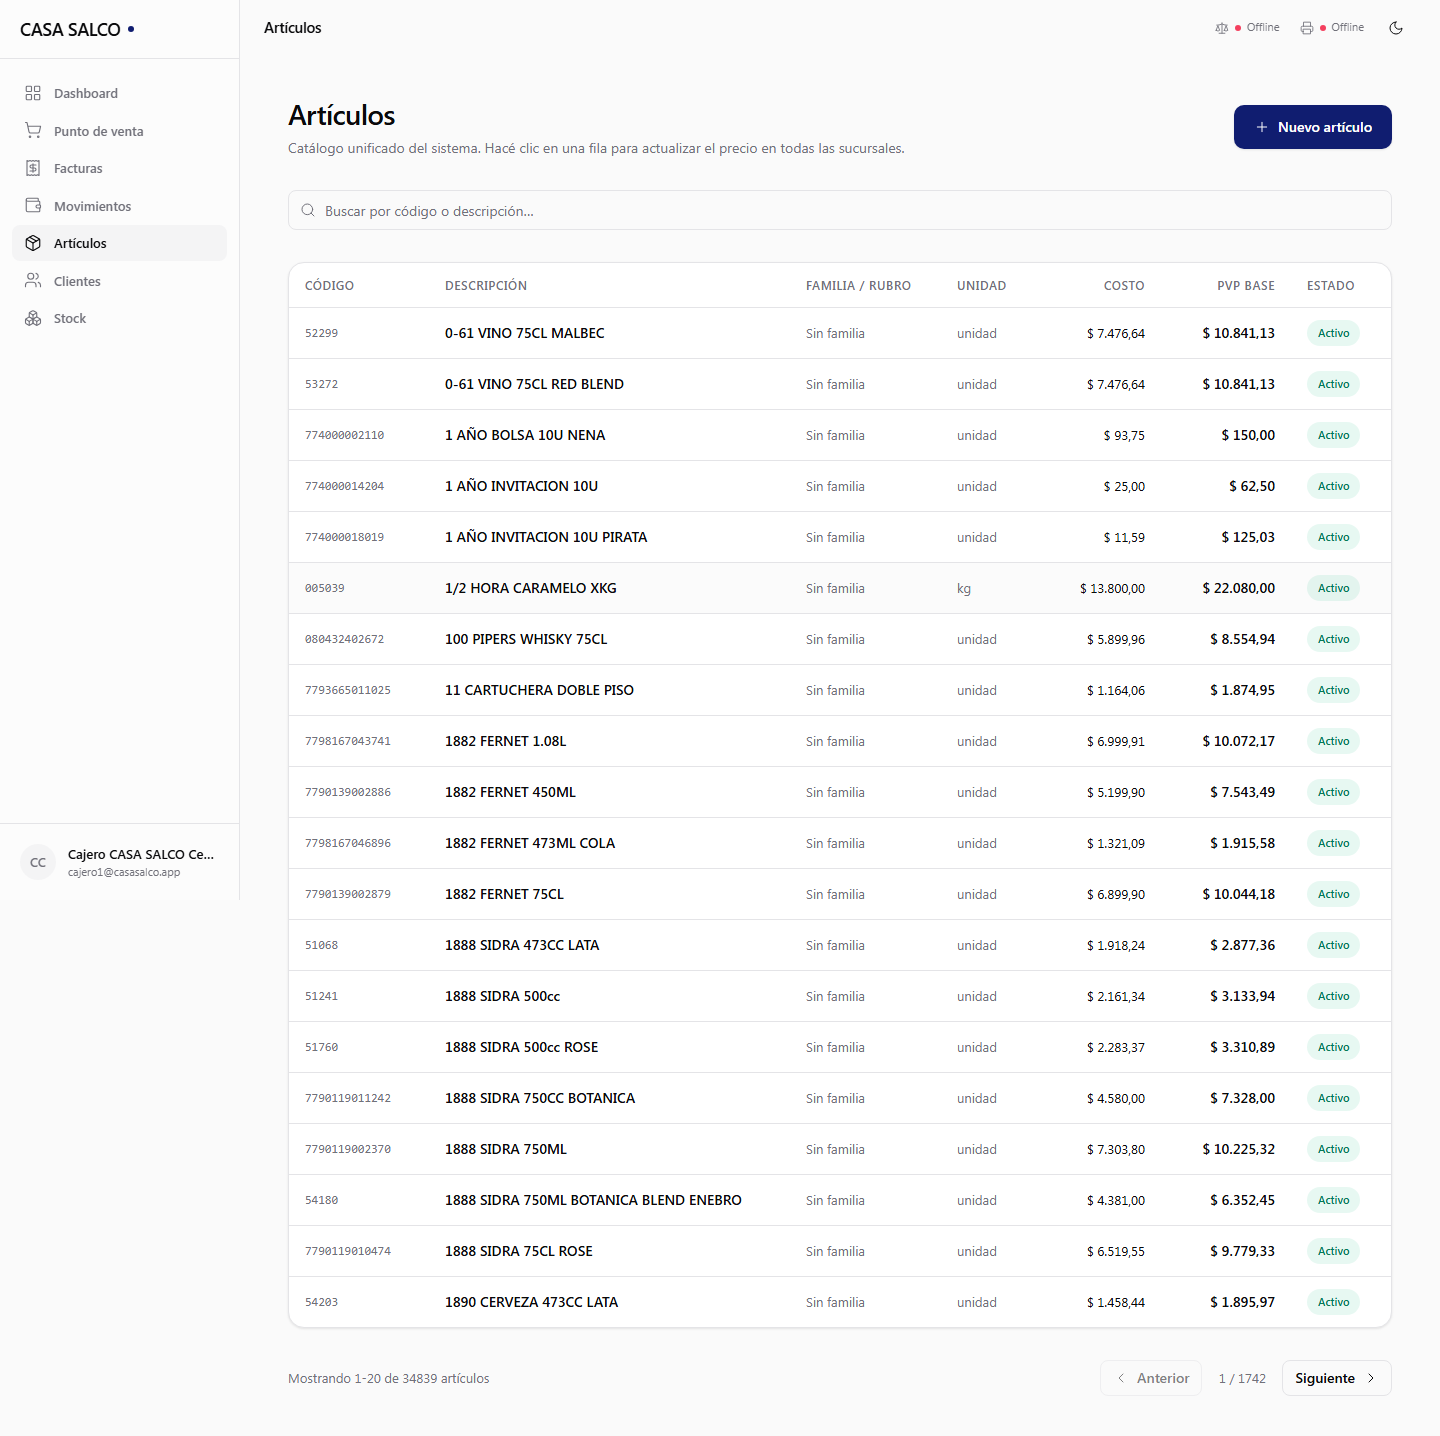 CASA SALCO
Artículos
Offline
Offline
Dashboard
Punto de venta
Facturas
Movimientos
Artículos
Clientes
Stock
Artículos
Catálogo unificado del sistema. Hacé clic en una fila para actualizar el precio en todas las sucursales.
Nuevo artículo
Buscar por código o descripción...
CÓDIGO DESCRIPCIÓN FAMILIA / RUBRO UNIDAD COSTO PVP BASE ESTADO
52299 0-61 VINO 75CL MALBEC Sin familia unidad $ 7.476,64 $ 10.841,13 Activo
53272 0-61 VINO 75CL RED BLEND Sin familia unidad $ 7.476,64 $ 10.841,13 Activo
774000002110 1 AÑO BOLSA 10U NENA Sin familia unidad $ 93,75 $ 150,00 Activo
774000014204 1 AÑO INVITACION 10U Sin familia unidad $ 25,00 $ 62,50 Activo
774000018019 1 AÑO INVITACION 10U PIRATA Sin familia unidad $ 11,59 $ 125,03 Activo
005039 1/2 HORA CARAMELO XKG Sin familia kg $ 13.800,00 $ 22.080,00 Activo
080432402672 100 PIPERS WHISKY 75CL Sin familia unidad $ 5.899,96 $ 8.554,94 Activo
7793665011025 11 CARTUCHERA DOBLE PISO Sin familia unidad $ 1.164,06 $ 1.874,95 Activo
7798167043741 1882 FERNET 1.08L Sin familia unidad $ 6.999,91 $ 10.072,17 Activo
7790139002886 1882 FERNET 450ML Sin familia unidad $ 5.199,90 $ 7.543,49 Activo
7798167046896 1882 FERNET 473ML COLA Sin familia unidad $ 1.321,09 $ 1.915,58 Activo
7790139002879 1882 FERNET 75CL Sin familia unidad $ 6.899,90 $ 10.044,18 Activo
51068 1888 SIDRA 473CC LATA Sin familia unidad $ 1.918,24 $ 2.877,36 Activo
51241 1888 SIDRA 500cc Sin familia unidad $ 2.161,34 $ 3.133,94 Activo
51760 1888 SIDRA 500cc ROSE Sin familia unidad $ 2.283,37 $ 3.310,89 Activo
7790119011242 1888 SIDRA 750CC BOTANICA Sin familia unidad $ 4.580,00 $ 7.328,00 Activo
7790119002370 1888 SIDRA 750ML Sin familia unidad $ 7.303,80 $ 10.225,32 Activo
54180 1888 SIDRA 750ML BOTANICA BLEND ENEBRO Sin familia unidad $ 4.381,00 $ 6.352,45 Activo
7790119010474 1888 SIDRA 75CL ROSE Sin familia unidad $ 6.519,55 $ 9.779,33 Activo
54203 1890 CERVEZA 473CC LATA Sin familia unidad $ 1.458,44 $ 1.895,97 Activo
CC
Cajero CASA SALCO Ce...
cajero1@casasalco.app
Mostrando 1-20 de 34839 artículos
Anterior
1 / 1742
Siguiente